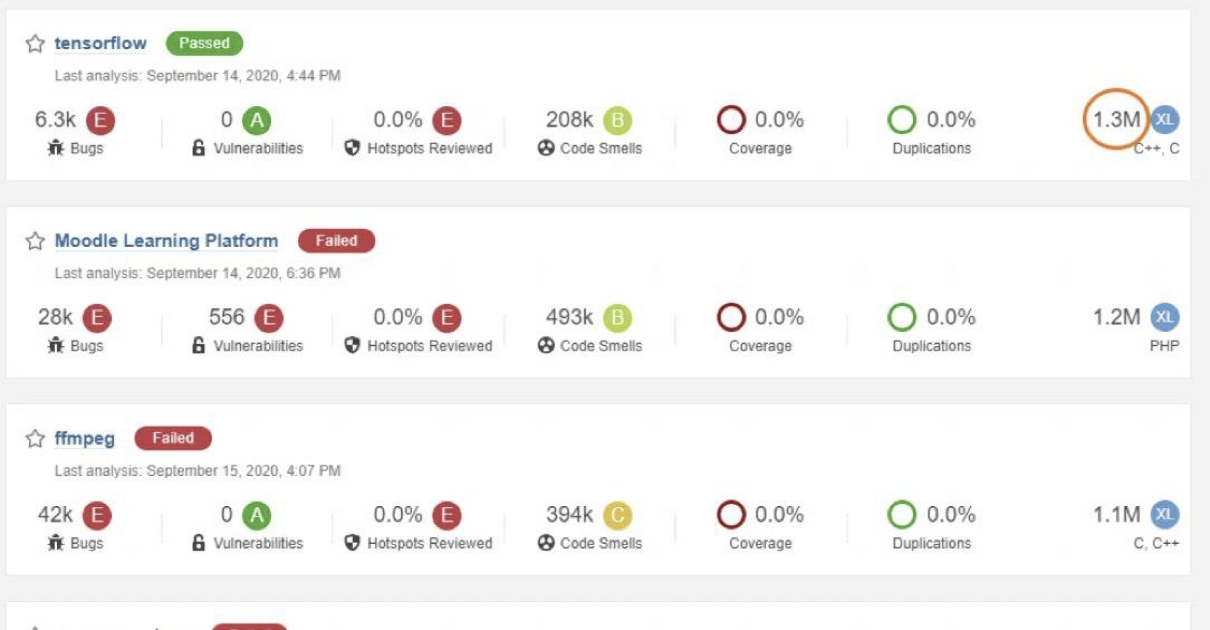 tensorflow Passed
Last analysis: September 14, 2020, 4:44 PM
6.3k E 0 A 0.0% E 208k B 0.0% 0.0% 1.3M XL
Bugs Vulnerabilities Hotspots Reviewed Code Smells Coverage Duplications C++, C
Moodle Learning Platform Failed
Last analysis: September 14, 2020, 6:36 PM
28k E 556 E 0.0% E 493k B 0.0% 0.0% 1.2M XL
Bugs Vulnerabilities Hotspots Reviewed Code Smells Coverage Duplications PHP
ffmpeg Failed
Last analysis: September 15, 2020, 4:07 PM
42k E 0 A 0.0% E 394k C 0.0% 0.0% 1.1M XL
Bugs Vulnerabilities Hotspots Reviewed Code Smells Coverage Duplications C, C++